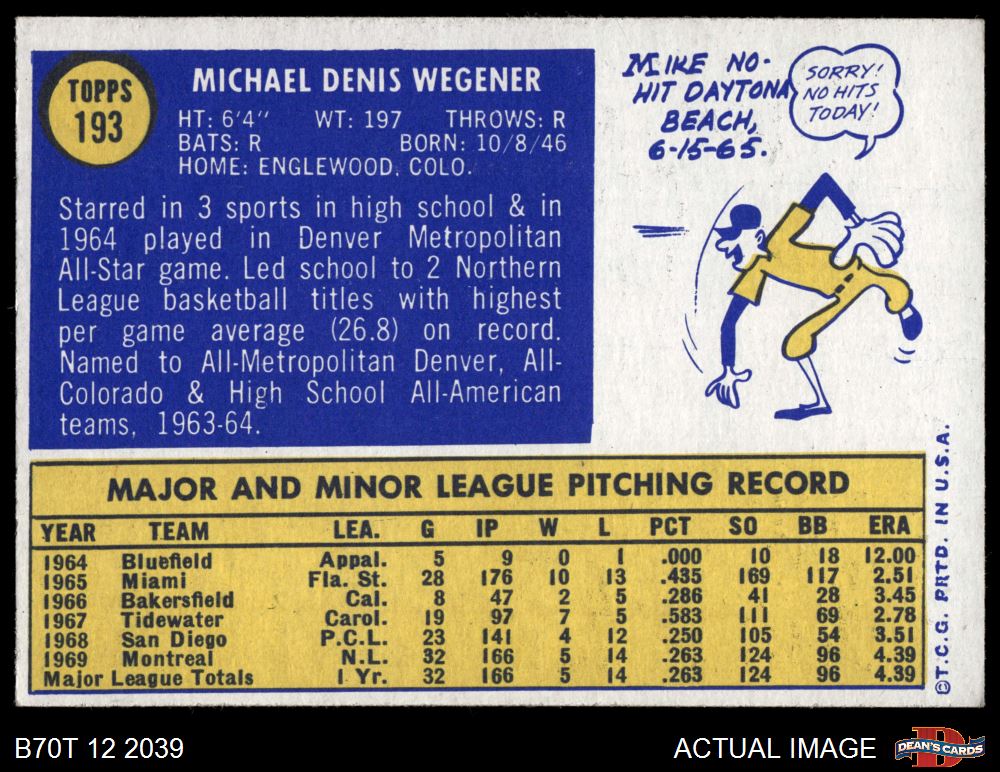 TOPPS
193
MICHAEL DENIS WEGENER
HT: 6'4" WT: 197 THROWS: R
BATS: R BORN: 10/8/46
HOME: ENGLEWOOD, COLO.
Starred in 3 sports in high school & in
1964 played in Denver Metropolitan
All-Star game. Led school to 2 Northern
League basketball titles with highest
per game average (26.8) on record.
Named to All-Metropolitan Denver, All-
Colorado & High School All-American
teams, 1963-64.
MIKE NO-
HIT DAYTONA
BEACH,
6-15-65.
SORRY!
NO HITS
TODAY!
MAJOR AND MINOR LEAGUE PITCHING RECORD
YEAR TEAM LEA. G IP W L PCT SO BB ERA
1964 Bluefield Appal. 5 9 0 1 .000 10 18 12.00
1965 Miami Fla. St. 28 176 10 13 .435 169 117 2.51
1966 Bakersfield Cal. 8 47 2 5 .286 41 28 3.45
1967 Tidewater Carol. 19 97 7 5 .583 111 69 2.78
1968 San Diego P.C.L. 23 141 4 12 .250 105 54 3.51
1969 Montreal N.L. 32 166 5 14 .263 124 96 4.39
Major League Totals 1 Yr. 32 166 5 14 .263 124 96 4.39
©T.C.G. PRTD. IN U.S.A.
B70T 12 2039
ACTUAL IMAGE
D
DEAN'S CARDS